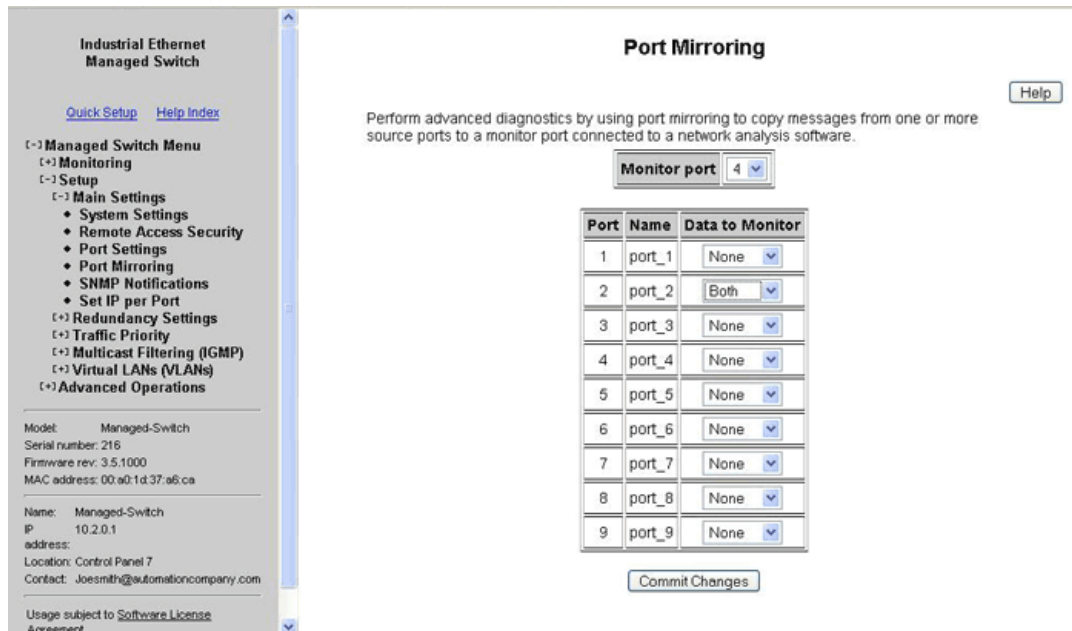 Industrial Ethernet
Managed Switch
Quick Setup Help Index
[-] Managed Switch Menu
[+] Monitoring
[-] Setup
[-] Main Settings
System Settings
Remote Access Security
Port Settings
Port Mirroring
SNMP Notifications
Set IP per Port
[+] Redundancy Settings
[+] Traffic Priority
[+] Multicast Filtering (IGMP)
[+] Virtual LANs (VLANs)
[+] Advanced Operations
Model: Managed-Switch
Serial number: 216
Firmware rev: 3.5.1000
MAC address: 00:a0:1d:37:a6:ca
Name: Managed-Switch
IP address: 10.2.0.1
Location: Control Panel 7
Contact: Joesmith@automationcompany.com
Usage subject to Software License
Agreement
Port Mirroring
Help
Perform advanced diagnostics by using port mirroring to copy messages from one or more
source ports to a monitor port connected to a network analysis software.
Monitor port 4
Port Name Data to Monitor
1 port_1 None
2 port_2 Both
3 port_3 None
4 port_4 None
5 port_5 None
6 port_6 None
7 port_7 None
8 port_8 None
9 port_9 None
Commit Changes